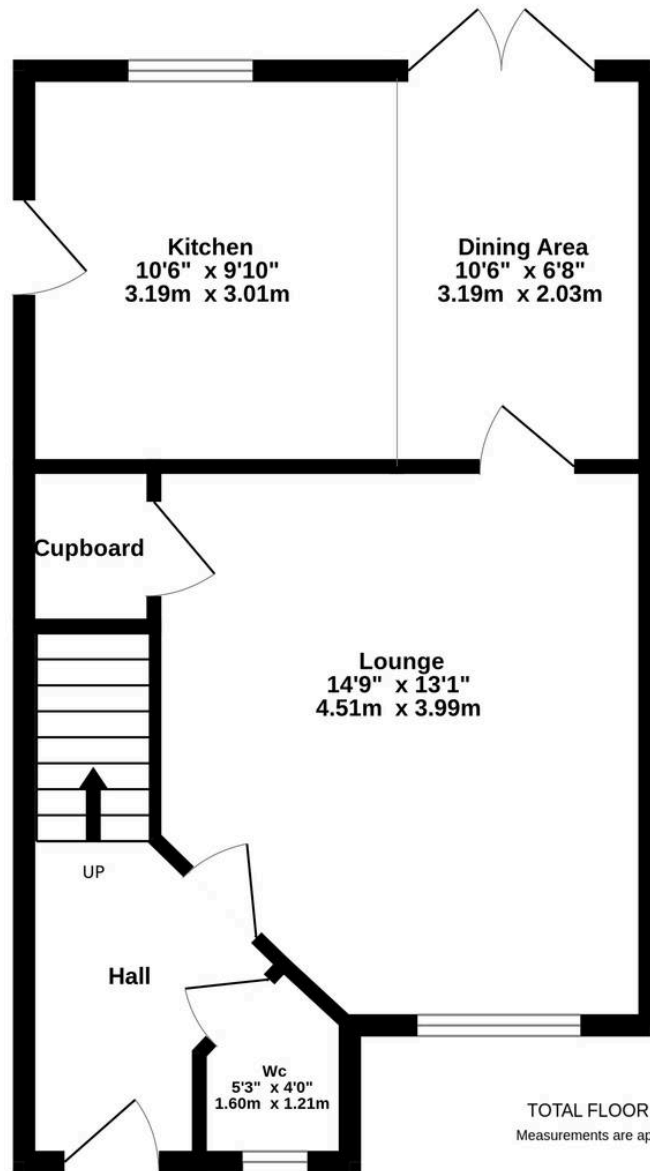 Kitchen
10'6" x 9'10"
3.19m x 3.01m
Dining Area
10'6" x 6'8"
3.19m x 2.03m
Cupboard
Lounge
14'9" x 13'1"
4.51m x 3.99m
UP
Hall
Wc
5'3" x 4'0"
1.60m x 1.21m
TOTAL FLOOR
Measurements are ap